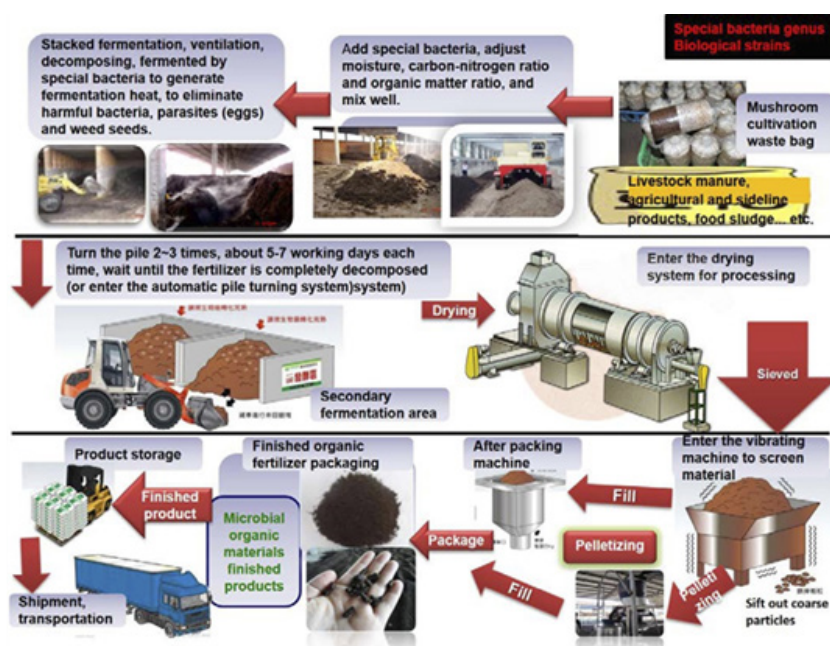 Special bacteria genus
Biological strains
Stacked fermentation, ventilation,
decomposing, fermented by
special bacteria to generate
fermentation heat, to eliminate
harmful bacteria, parasites (eggs)
and weed seeds.
Add special bacteria, adjust
moisture, carbon-nitrogen ratio
and organic matter ratio, and
mix well.
Mushroom
cultivation
waste bag
Livestock manure,
agricultural and sideline
products, food sludge... etc.
Turn the pile 2~3 times, about 5-7 working days each
time, wait until the fertilizer is completely decomposed
(or enter the automatic pile turning system)system)
Drying
Enter the drying
system for processing
Secondary
fermentation area
Sieved
Product storage
Finished organic
fertilizer packaging
After packing
machine
Enter the vibrating
machine to screen
material
Finished
product
Microbial
organic
materials
finished
products
Package
Fill
Pelletizing
Fill
Pelleti
zing
Sift out coarse
particles
Shipment,
transportation